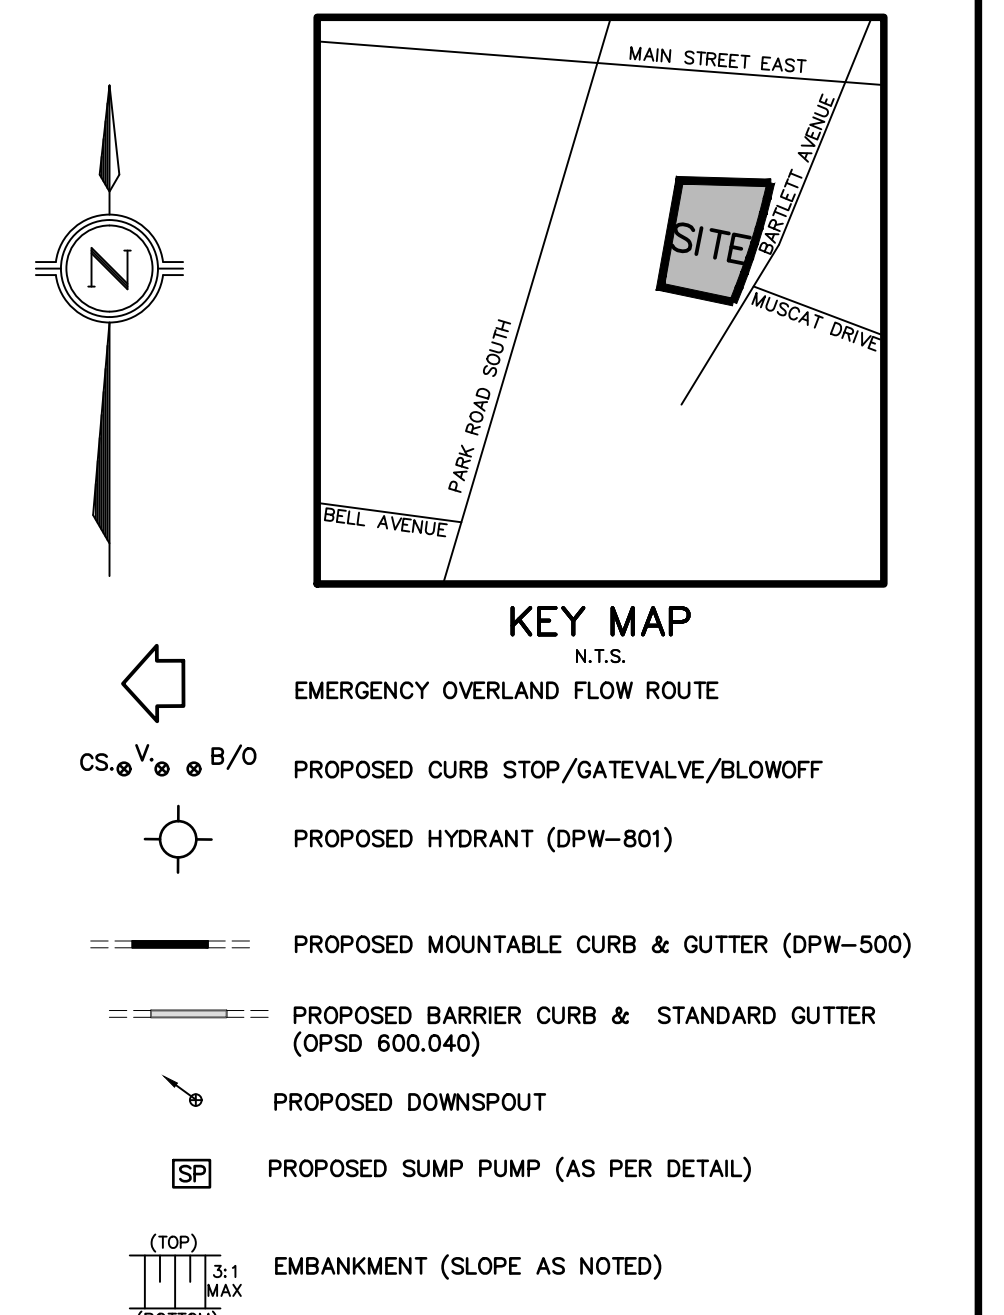 MAIN STREET EAST
BARTLETT AVENUE
N
SITE
MUSCAT DRIVE
PARK ROAD SOUTH
BELL AVENUE
KEY MAP
N.T.S.
EMERGENCY OVERLAND FLOW ROUTE
CS. V. B/O PROPOSED CURB STOP/GATEVALVE/BLOWOFF
PROPOSED HYDRANT (DPW-801)
PROPOSED MOUNTABLE CURB & GUTTER (DPW-500)
PROPOSED BARRIER CURB & STANDARD GUTTER
(OPSD 600.040)
PROPOSED DOWNSPOUT
SP PROPOSED SUMP PUMP (AS PER DETAIL)
(TOP)
EMBANKMENT (SLOPE AS NOTED)
3:1
MAX
(BOTTOM)